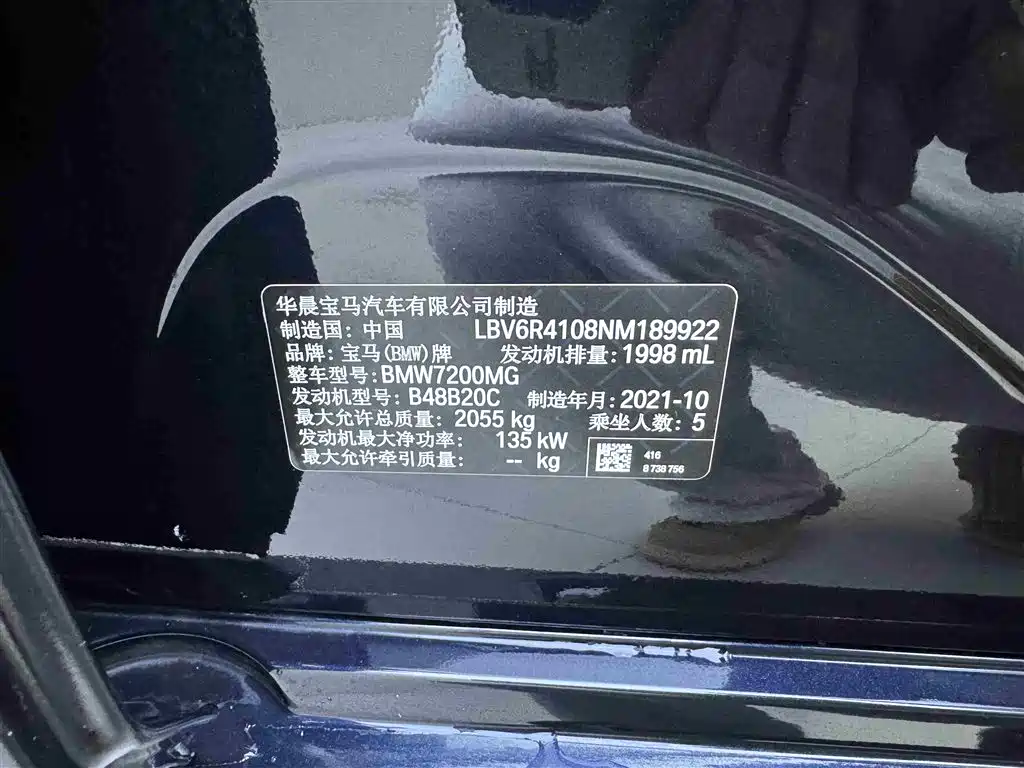 华晨宝马汽车有限公司制造
制造国: 中国 LBV6R4108NM189922
品牌: 宝马(BMW)牌 发动机排量: 1998 mL
整车型号: BMW7200MG
发动机型号: B48B20C 制造年月: 2021-10
最大允许总质量: 2055 kg 乘坐人数: 5
发动机最大净功率: 135 kW
最大允许牵引质量: -- kg
416
8 738 756